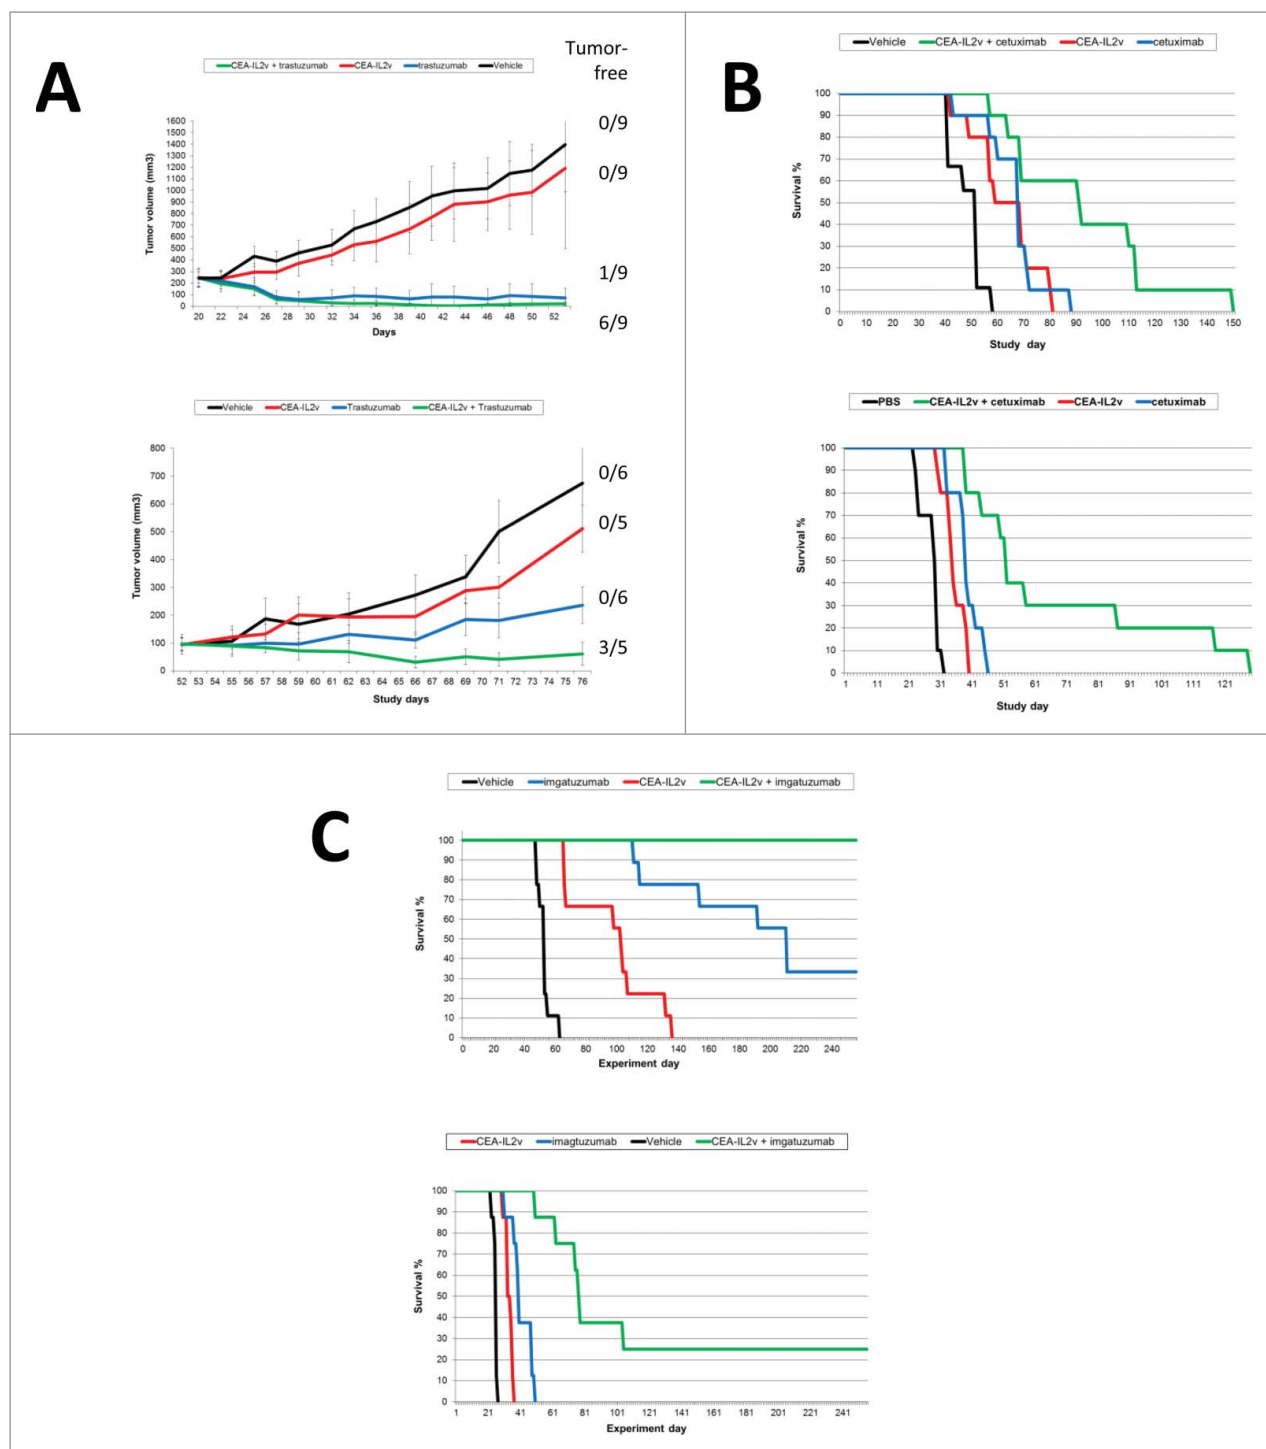 A
Tumor-
free
CEA-IL2v + trastuzumab CEA-IL2v trastuzumab Vehicle
Tumor volume (mm3)
1600
1500
1400
1300
1200
1100
1000
900
800
700
600
500
400
300
200
100
0
20 22 24 26 28 30 32 34 36 38 40 42 44 46 48 50 52
Days
0/9
0/9
1/9
6/9
Vehicle CEA-IL2v Trastuzumab CEA-IL2v + Trastuzumab
Tumor volume (mm3)
800
700
600
500
400
300
200
100
0
52 53 54 55 56 57 58 59 60 61 62 63 64 65 66 67 68 69 70 71 72 73 74 75 76
Study days
0/6
0/5
0/6
3/5
B
Vehicle CEA-IL2v + cetuximab CEA-IL2v cetuximab
Survival %
100
90
80
70
60
50
40
30
20
10
0
0 10 20 30 40 50 60 70 80 90 100 110 120 130 140 150
Study day
PBS CEA-IL2v + cetuximab CEA-IL2v cetuximab
Survival %
100
90
80
70
60
50
40
30
20
10
0
1 11 21 31 41 51 61 71 81 91 101 111 121
Study day
C
Vehicle imgatuzumab CEA-IL2v CEA-IL2v + imgatuzumab
Survival %
100
90
80
70
60
50
40
30
20
10
0
0 20 40 60 80 100 120 140 160 180 200 220 240
Experiment day
CEA-IL2v imagtuzumab Vehicle CEA-IL2v + imgatuzumab
Survival %
100
90
80
70
60
50
40
30
20
10
0
1 21 41 61 81 101 121 141 161 181 201 221 241
Experiment day